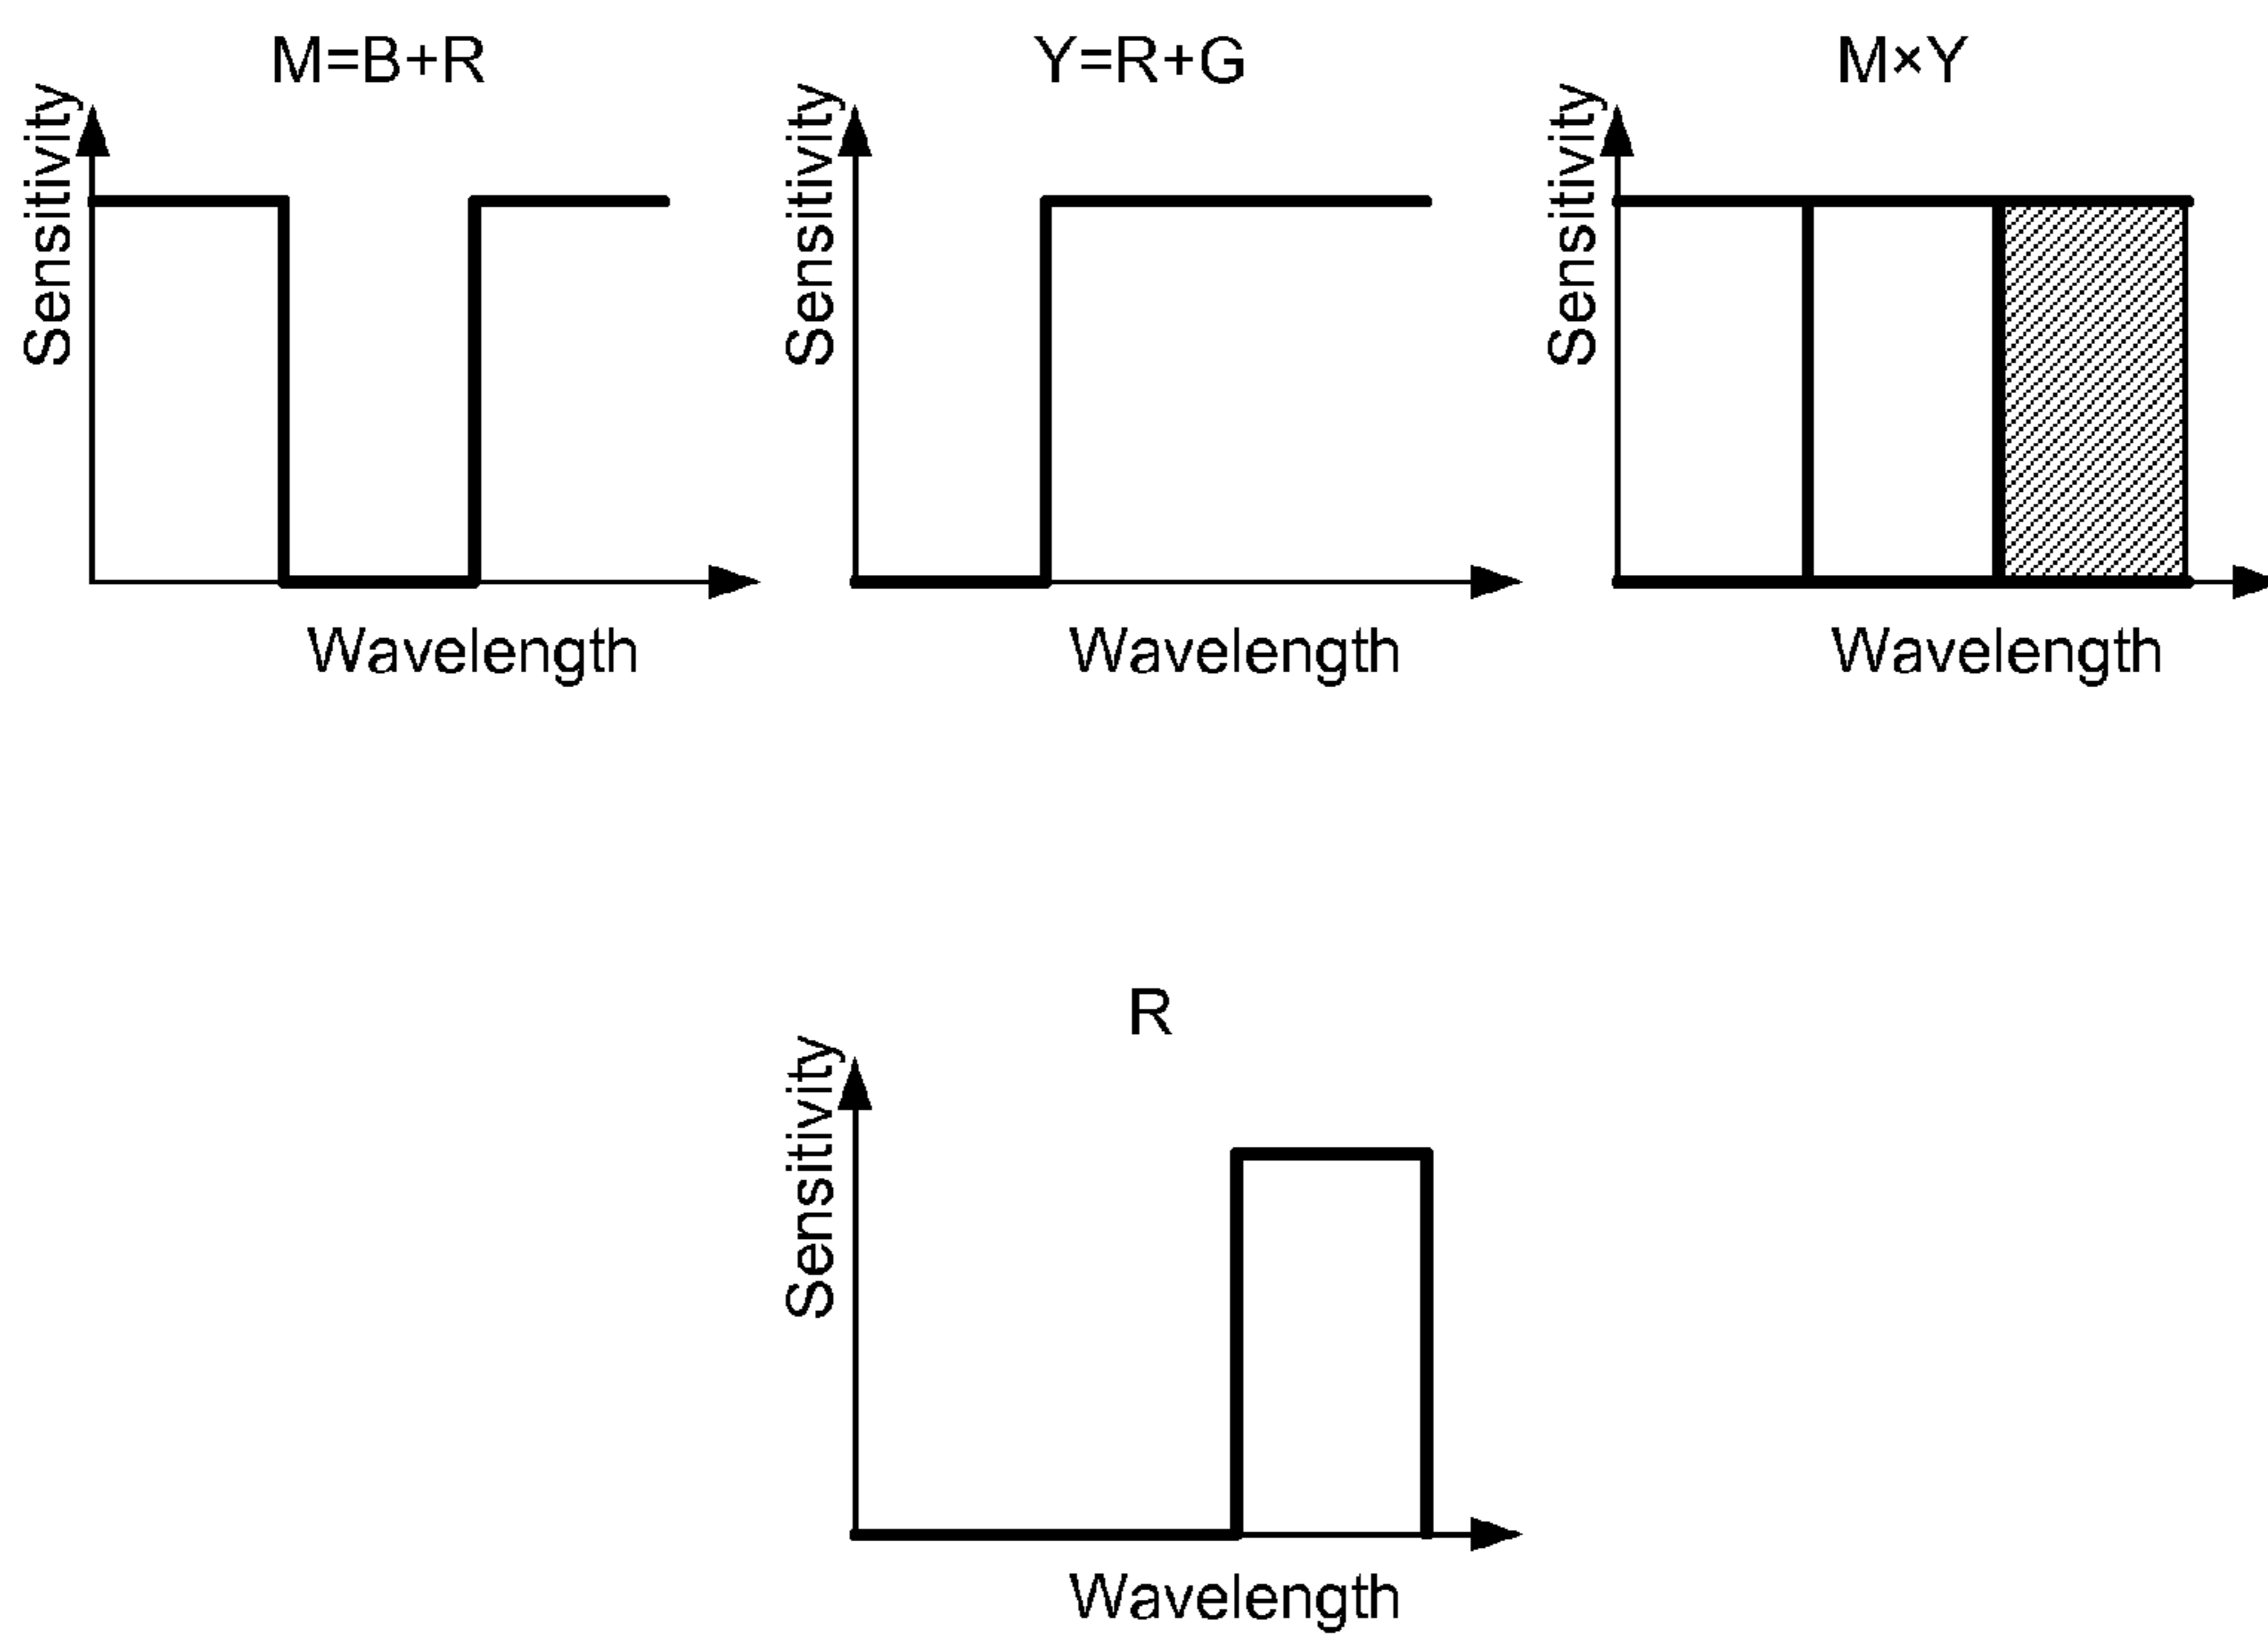 M=B+R
Sensitivity
Wavelength
Y=R+G
Sensitivity
Wavelength
M×Y
Sensitivity
Wavelength
R
Sensitivity
Wavelength